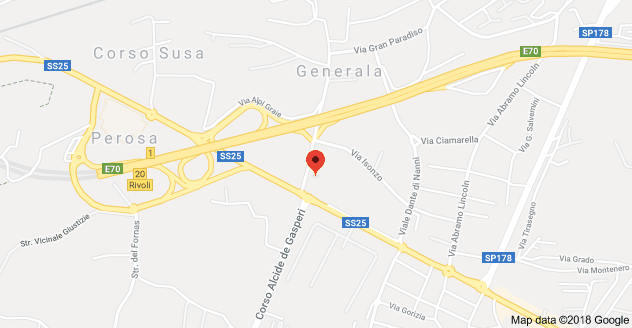 SP178
Via Gran Paradiso
Corso Susa
E70
SS25
Generala
Via Abramo Lincoln
Via Alpi Graie
Via G. Salvemini
Perosa
Via Ciamarella
1
SS25
Via Isonzo
E70
20
Rivoli
Viale Dante di Nanni
Via Abramo Lincoln
Via Tirasegno
Str. Vicinale Giustizie
Str. del Fornas
Corso Alcide de Gasperi
SS25
SP178
Via Grado
Via Montenero
Via Gorizia
Map data ©2018 Google